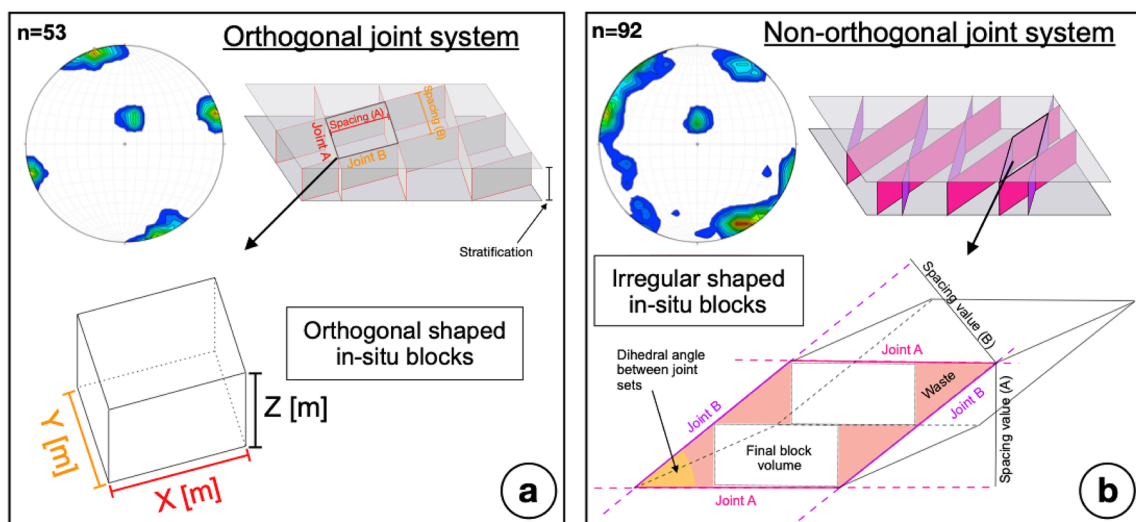 n=53
Orthogonal joint system
Joint A
Spacing (A)
Spacing (B)
Joint B
Stratification
Orthogonal shaped
in-situ blocks
Y [m]
X [m]
Z [m]
a
n=92
Non-orthogonal joint system
Irregular shaped
in-situ blocks
Spacing value (B)
Dihedral angle
between joint
sets
Joint A
Joint B
Waste
Joint B
Spacing value (A)
Final block
volume
Joint A
b